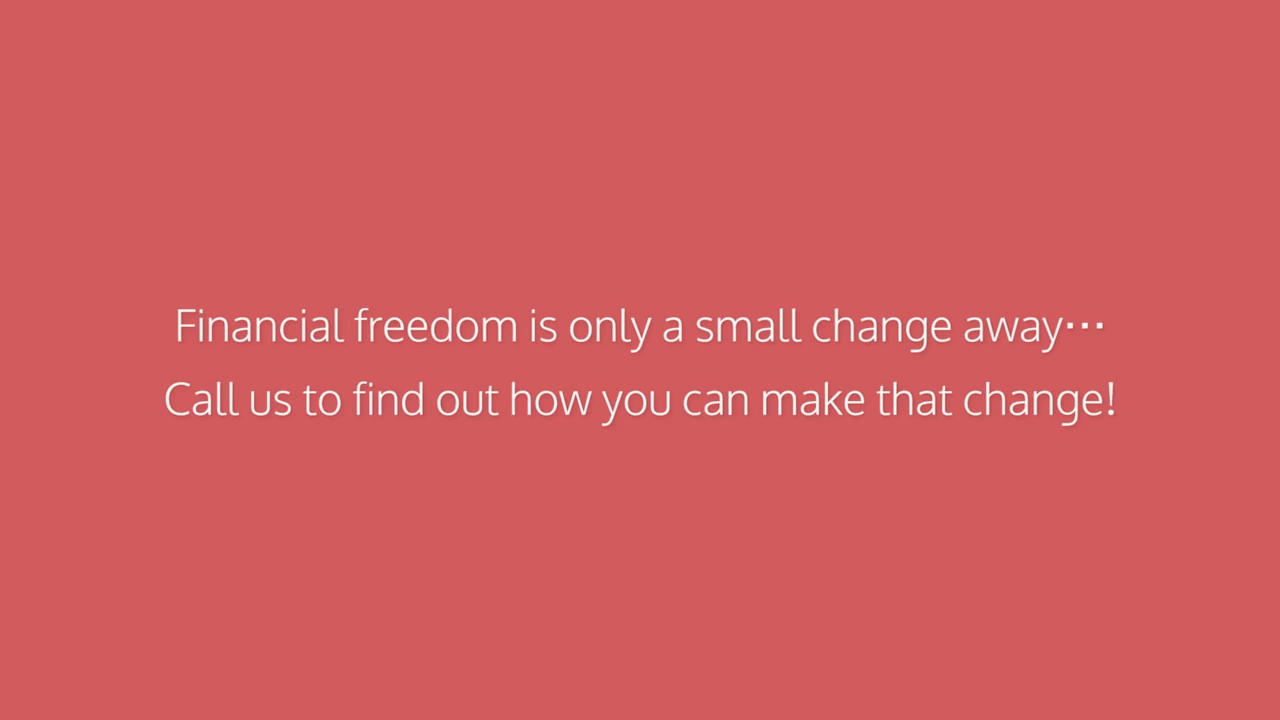 Financial freedom is only a small change away…
Call us to find out how you can make that change!